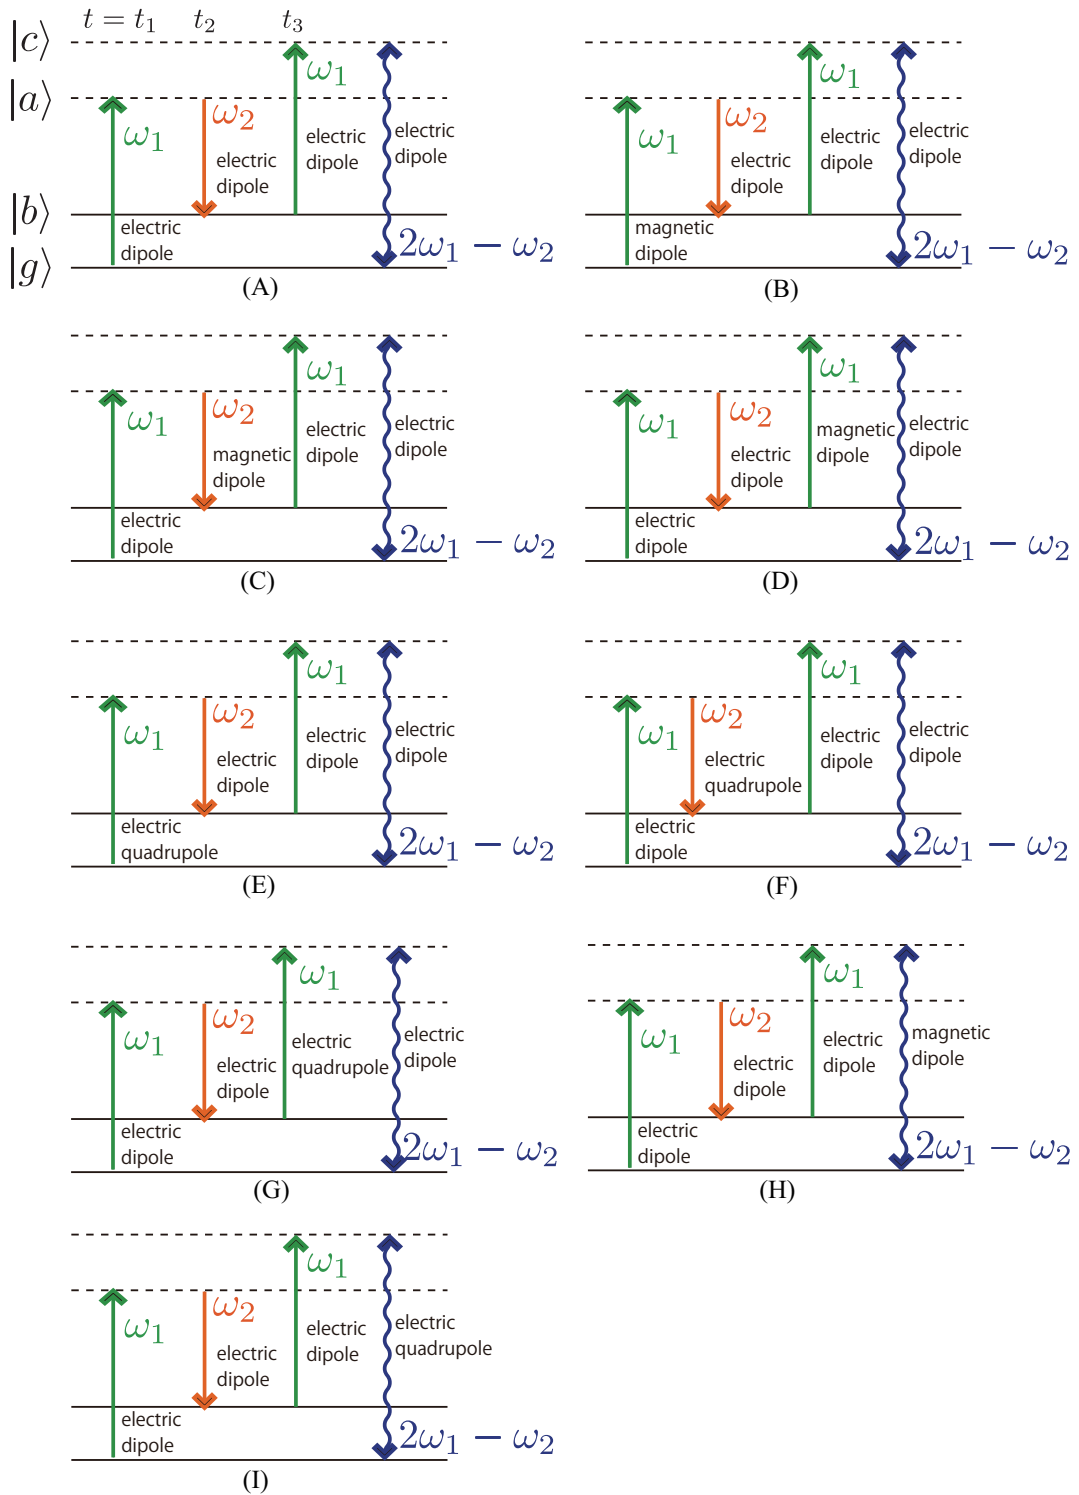 t = t₁ t₂ t₃
|c⟩
|a⟩
|b⟩
|g⟩
ω₁
ω₂
ω₁
electric
dipole
electric
dipole
electric
dipole
electric
dipole
2ω₁ − ω₂
(A)
ω₁
ω₂
ω₁
magnetic
dipole
electric
dipole
electric
dipole
electric
dipole
2ω₁ − ω₂
(B)
ω₁
ω₂
ω₁
electric
dipole
magnetic
dipole
electric
dipole
electric
dipole
2ω₁ − ω₂
(C)
ω₁
ω₂
ω₁
electric
dipole
electric
dipole
magnetic
dipole
electric
dipole
2ω₁ − ω₂
(D)
ω₁
ω₂
ω₁
electric
quadrupole
electric
dipole
electric
dipole
electric
dipole
2ω₁ − ω₂
(E)
ω₁
ω₂
ω₁
electric
dipole
electric
quadrupole
electric
dipole
electric
dipole
2ω₁ − ω₂
(F)
ω₁
ω₂
ω₁
electric
dipole
electric
dipole
electric
quadrupole
electric
dipole
2ω₁ − ω₂
(G)
ω₁
ω₂
ω₁
electric
dipole
electric
dipole
electric
dipole
magnetic
dipole
2ω₁ − ω₂
(H)
ω₁
ω₂
ω₁
electric
dipole
electric
dipole
electric
dipole
electric
quadrupole
2ω₁ − ω₂
(I)